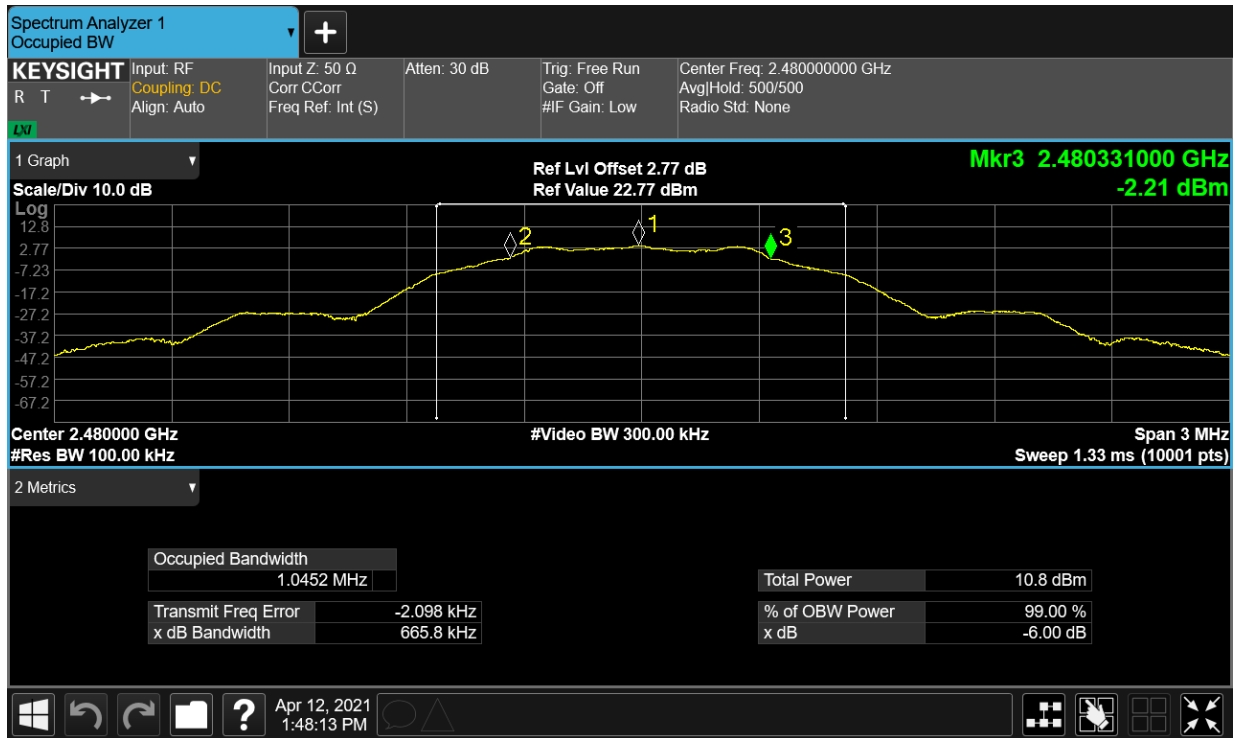 Spectrum Analyzer 1
Occupied BW
KEYSIGHT
R T
LXI
Input: RF
Coupling: DC
Align: Auto
Input Z: 50 Ω
Corr CCorr
Freq Ref: Int (S)
Atten: 30 dB
Trig: Free Run
Gate: Off
#IF Gain: Low
Center Freq: 2.480000000 GHz
Avg|Hold: 500/500
Radio Std: None
1 Graph
Scale/Div 10.0 dB
Ref Lvl Offset 2.77 dB
Ref Value 22.77 dBm
Mkr3 2.480331000 GHz
-2.21 dBm
Log
12.8
2.77
-7.23
-17.2
-27.2
-37.2
-47.2
-57.2
-67.2
2
1
3
Center 2.480000 GHz
#Video BW 300.00 kHz
Span 3 MHz
#Res BW 100.00 kHz
Sweep 1.33 ms (10001 pts)
2 Metrics
Occupied Bandwidth
1.0452 MHz
Total Power 10.8 dBm
Transmit Freq Error -2.098 kHz
% of OBW Power 99.00 %
x dB Bandwidth 665.8 kHz
x dB -6.00 dB
?
Apr 12, 2021
1:48:13 PM